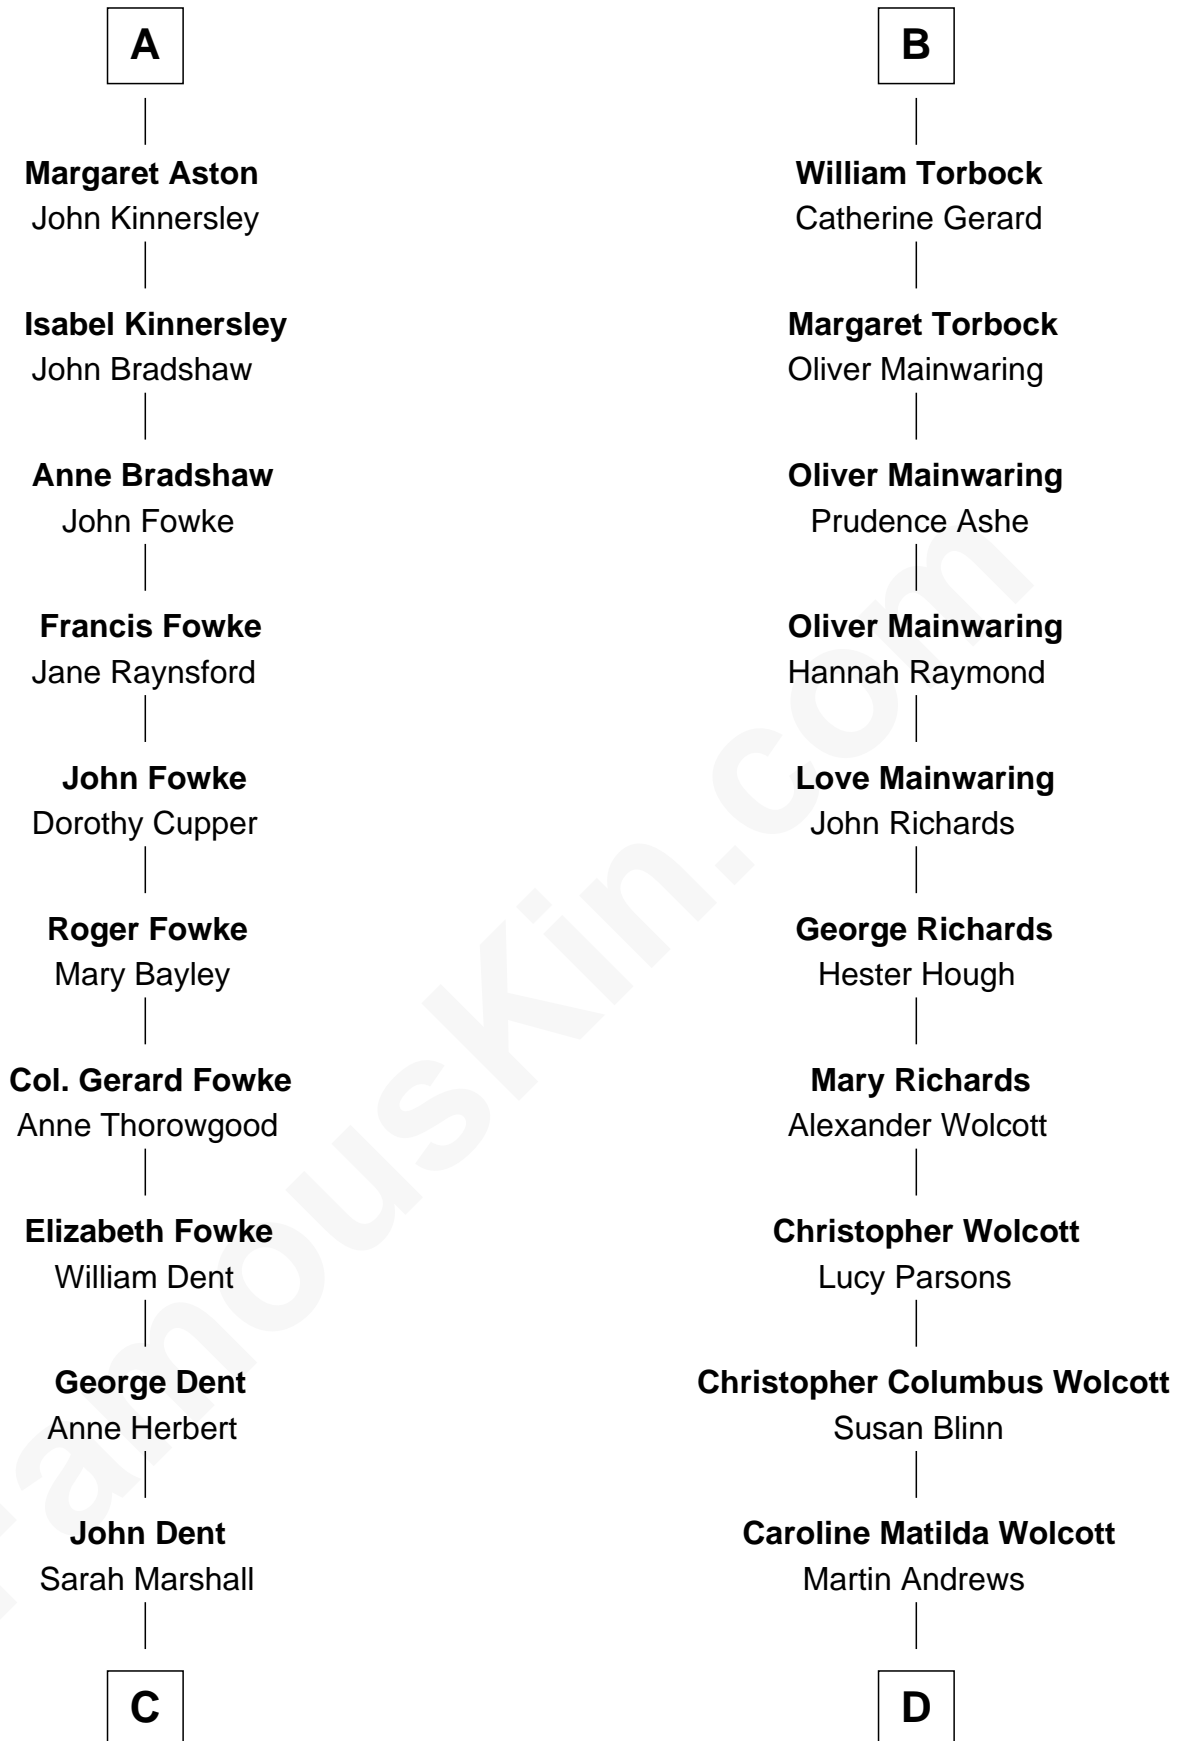 A
Margaret Aston
John Kinnersley
Isabel Kinnersley
John Bradshaw
Anne Bradshaw
John Fowke
Francis Fowke
Jane Raynsford
John Fowke
Dorothy Cupper
Roger Fowke
Mary Bayley
Col. Gerard Fowke
Anne Thorowgood
Elizabeth Fowke
William Dent
George Dent
Anne Herbert
John Dent
Sarah Marshall
C
B
William Torbock
Catherine Gerard
Margaret Torbock
Oliver Mainwaring
Oliver Mainwaring
Prudence Ashe
Oliver Mainwaring
Hannah Raymond
Love Mainwaring
John Richards
George Richards
Hester Hough
Mary Richards
Alexander Wolcott
Christopher Wolcott
Lucy Parsons
Christopher Columbus Wolcott
Susan Blinn
Caroline Matilda Wolcott
Martin Andrews
D
FamousKin.com